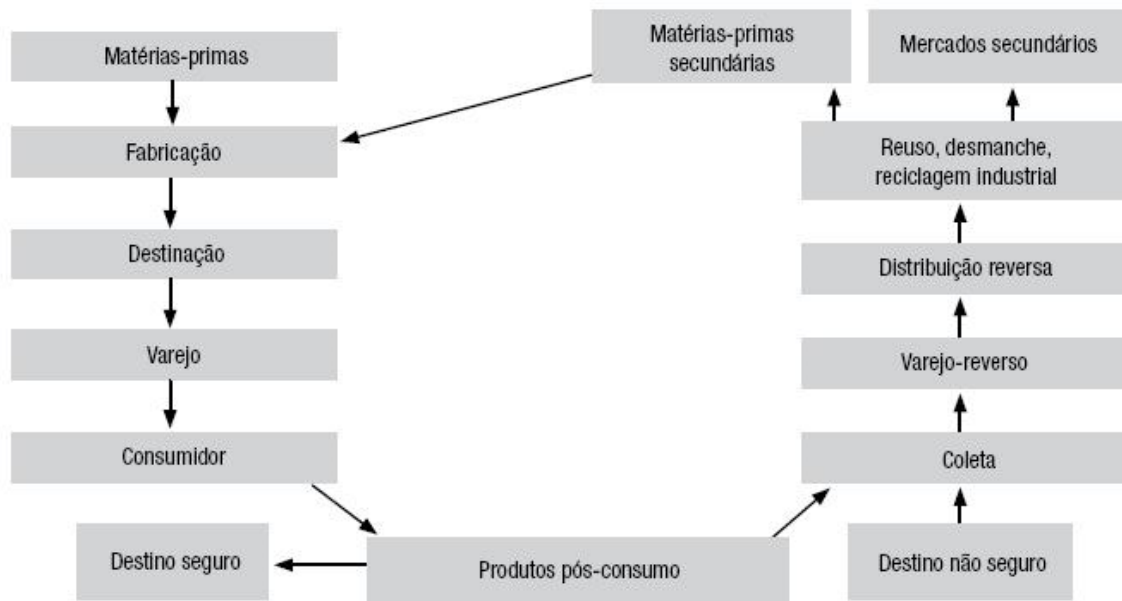 Matérias-primas
Fabricação
Destinação
Varejo
Consumidor
Destino seguro
Produtos pós-consumo
Destino não seguro
Coleta
Varejo-reverso
Distribuição reversa
Reuso, desmanche,
reciclagem industrial
Matérias-primas
secundárias
Mercados secundários